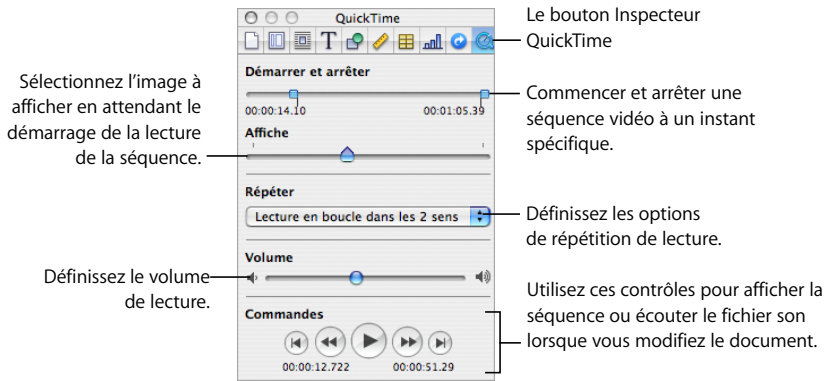 QuickTime
Le bouton Inspecteur
QuickTime
T
Démarrer et arrêter
00:00:14.10
00:01:05.39
Sélectionnez l'image à
afficher en attendant le
démarrage de la lecture
de la séquence.
Commencer et arrêter une
séquence vidéo à un instant
spécifique.
Affiche
Répéter
Lecture en boucle dans les 2 sens
Définissez les options
de répétition de lecture.
Volume
Définissez le volume
de lecture.
Commandes
00:00:12.722
00:00:51.29
Utilisez ces contrôles pour afficher la
séquence ou écouter le fichier son
lorsque vous modifiez le document.